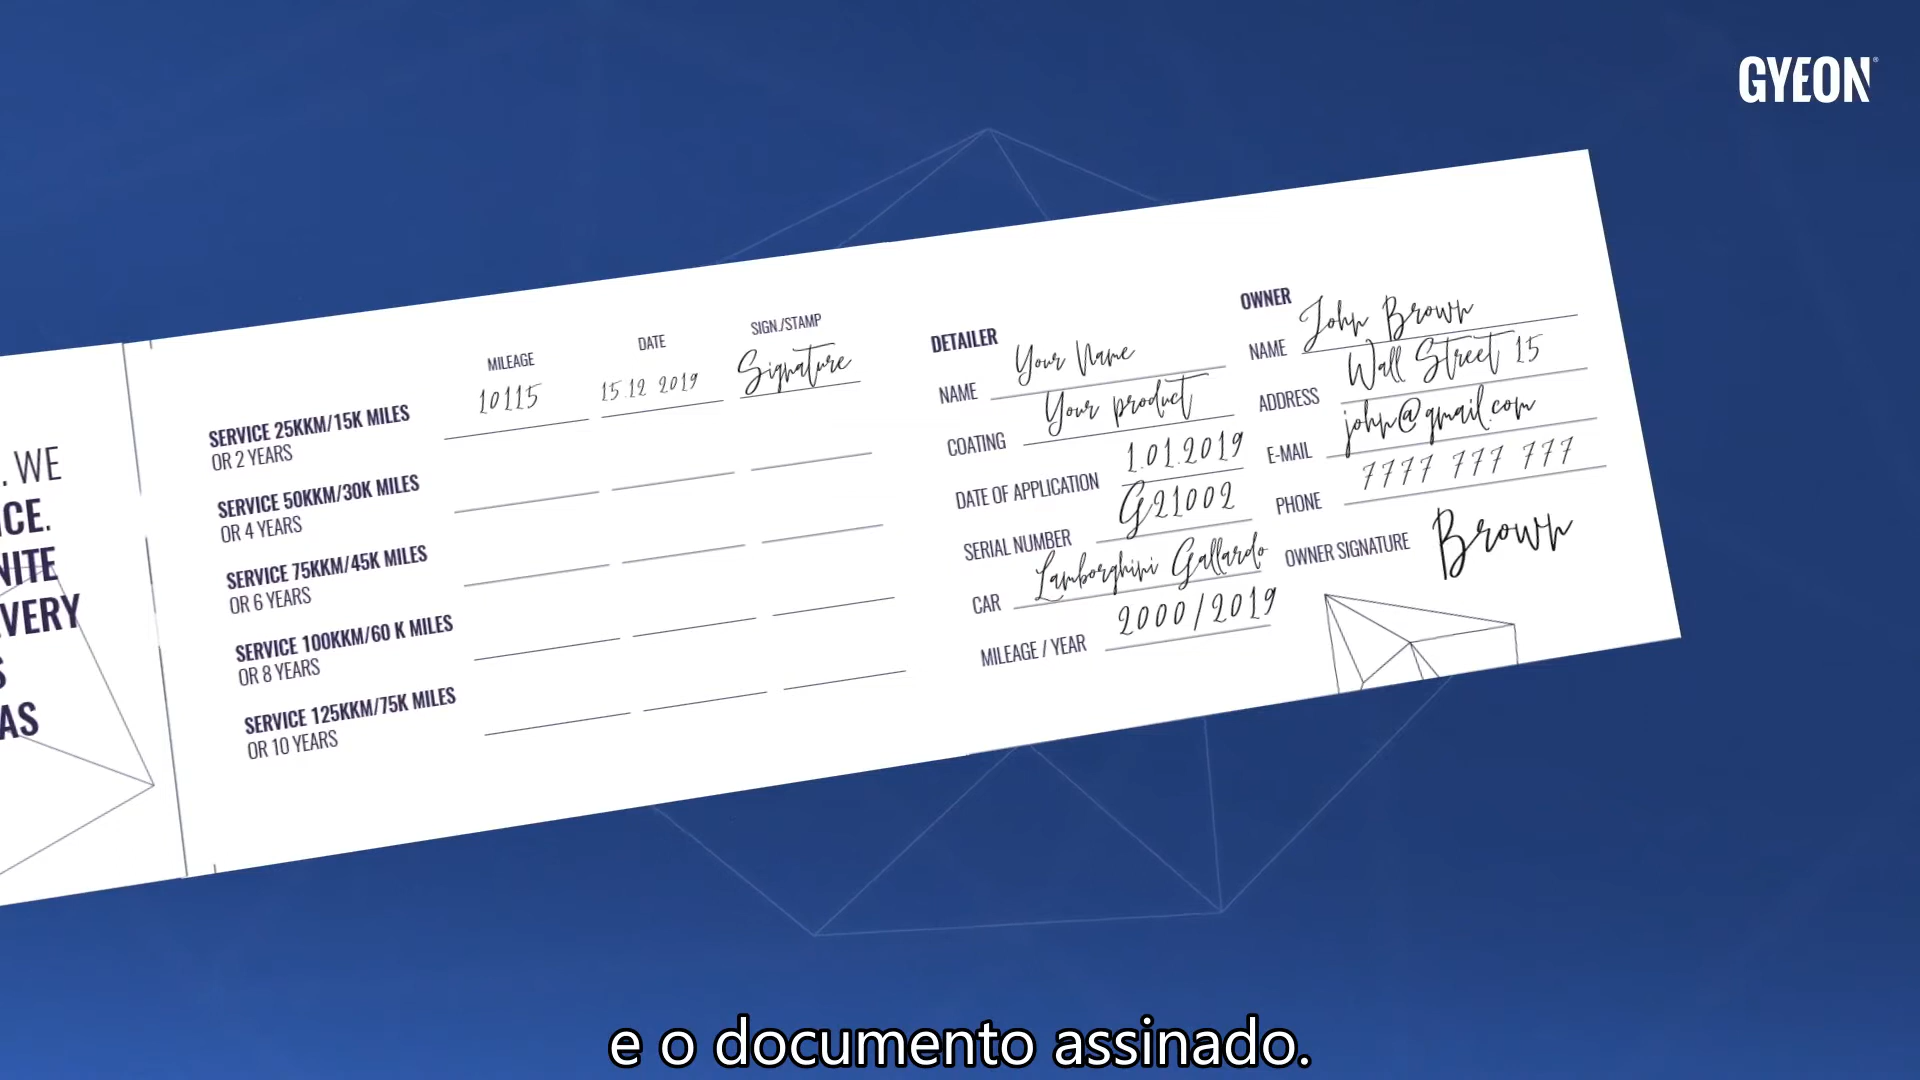 GYEON®
. WE
CE.
NITE
VERY
S
AS
MILEAGE DATE SIGN./STAMP
SERVICE 25KKM/15K MILES 10115 15.12 2019 Signature
OR 2 YEARS
SERVICE 50KKM/30K MILES
OR 4 YEARS
SERVICE 75KKM/45K MILES
OR 6 YEARS
SERVICE 100KKM/60 K MILES
OR 8 YEARS
SERVICE 125KKM/75K MILES
OR 10 YEARS
DETAILER
NAME Your Name
COATING Your product
DATE OF APPLICATION 1.01.2019
SERIAL NUMBER G21002
CAR Lamborghini Gallardo
MILEAGE / YEAR 2000/2019
OWNER
NAME John Brown
ADDRESS Wall Street 15
E-MAIL john@gmail.com
PHONE 7777 777 777
OWNER SIGNATURE Brown
e o documento assinado.